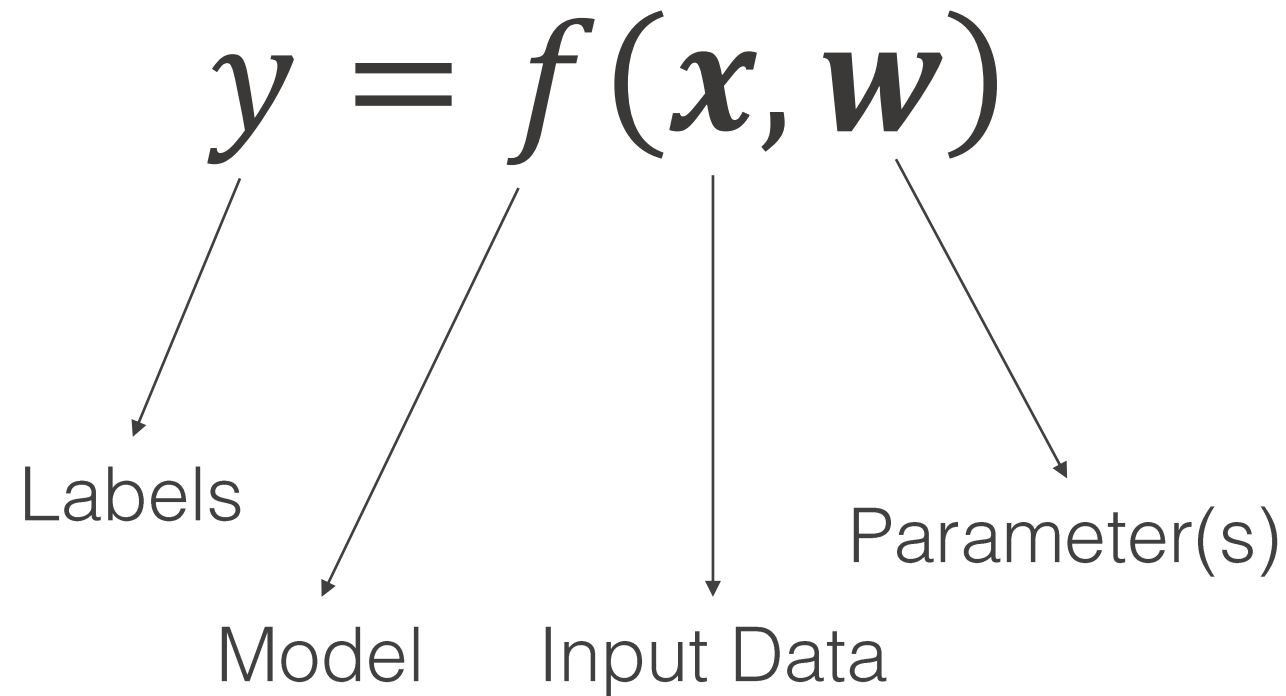 y = f(x, w)
Labels
Parameter(s)
Model
Input Data